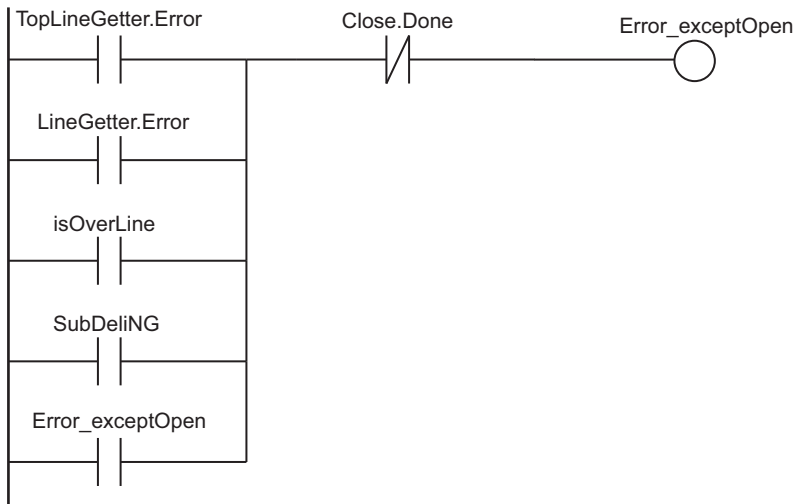 TopLineGetter.Error
Close.Done
Error_exceptOpen
LineGetter.Error
isOverLine
SubDeliNG
Error_exceptOpen